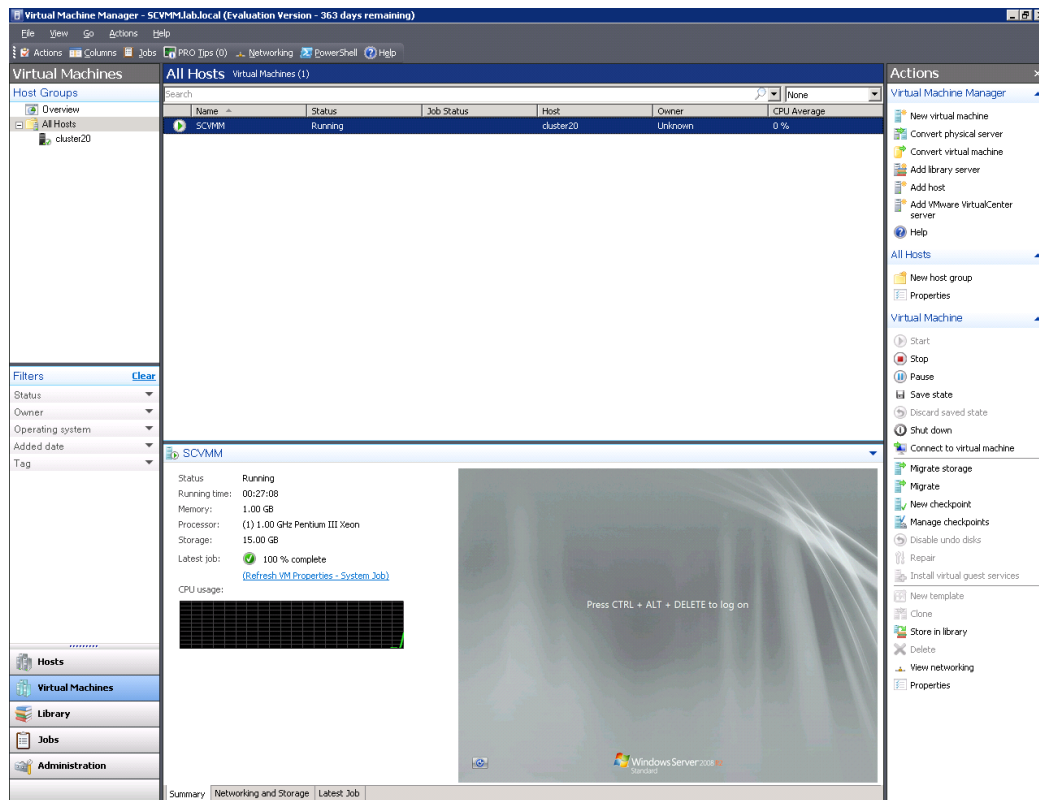 Virtual Machine Manager - SCVMM.lab.local (Evaluation Version - 363 days remaining)
File View Go Actions Help
Actions Columns Jobs PRO Tips (0) Networking PowerShell Help
Virtual Machines
Host Groups
Overview
All Hosts
cluster20
Filters Clear
Status
Owner
Operating system
Added date
Tag
Hosts
Virtual Machines
Library
Jobs
Administration
All Hosts Virtual Machines (1)
Search None
Name Status Job Status Host Owner CPU Average
SCVMM Running cluster20 Unknown 0 %
SCVMM
Status Running
Running time: 00:27:08
Memory: 1.00 GB
Processor: (1) 1.00 GHz Pentium III Xeon
Storage: 15.00 GB
Latest job: 100 % complete
(Refresh VM Properties - System Job)
CPU usage:
Press CTRL + ALT + DELETE to log on
Windows Server 2008 R2
Standard
Summary Networking and Storage Latest Job
Actions
Virtual Machine Manager
New virtual machine
Convert physical server
Convert virtual machine
Add library server
Add host
Add VMware VirtualCenter
server
Help
All Hosts
New host group
Properties
Virtual Machine
Start
Stop
Pause
Save state
Discard saved state
Shut down
Connect to virtual machine
Migrate storage
Migrate
New checkpoint
Manage checkpoints
Disable undo disks
Repair
Install virtual guest services
New template
Clone
Store in library
Delete
View networking
Properties